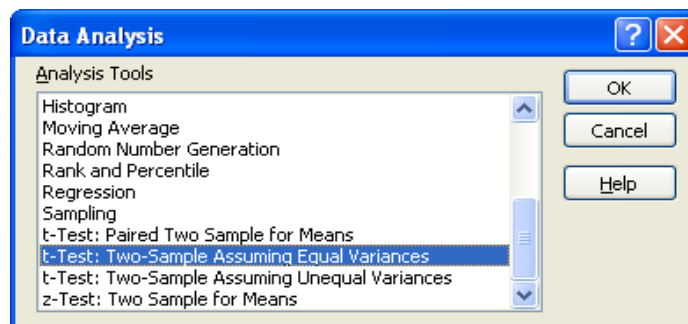 Data Analysis
Analysis Tools
Histogram
Moving Average
Random Number Generation
Rank and Percentile
Regression
Sampling
t-Test: Paired Two Sample for Means
t-Test: Two-Sample Assuming Equal Variances
t-Test: Two-Sample Assuming Unequal Variances
z-Test: Two Sample for Means
OK
Cancel
Help